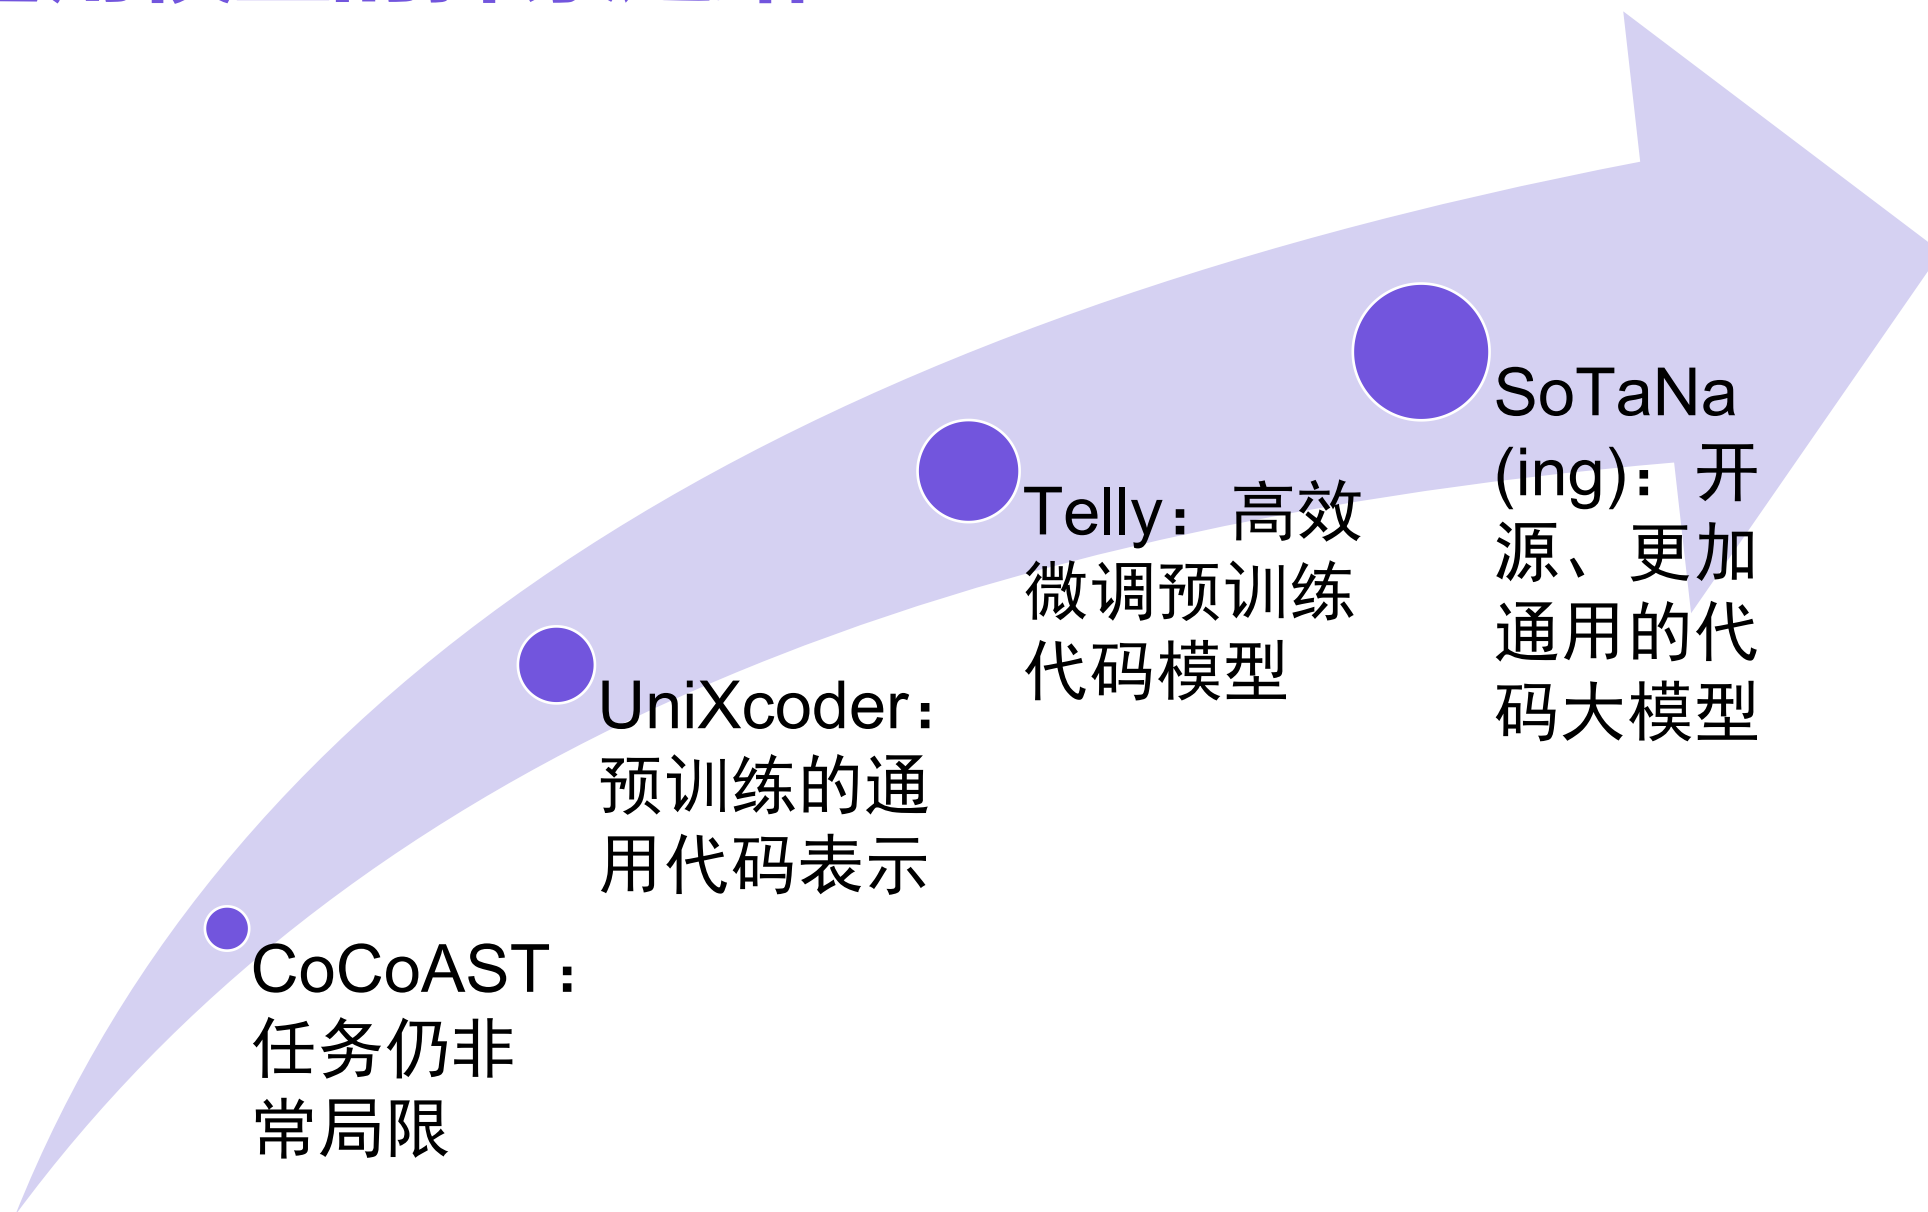 CoCoAST：
任务仍非
常局限
UniXcoder：
预训练的通
用代码表示
Telly：高效
微调预训练
代码模型
SoTaNa
(ing)：开
源、更加
通用的代
码大模型